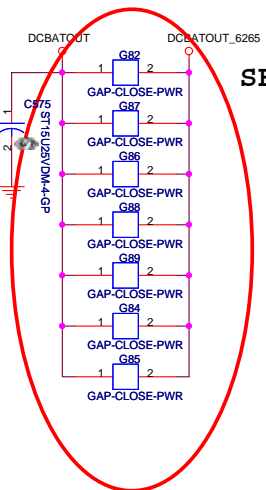 DCBATOUT DCBATOUT_6265
G82
1 2
GAP-CLOSE-PWR
SE
G87
1 2
GAP-CLOSE-PWR
C575
ST15U25VDM-4-GP
1
2
G86
1 2
GAP-CLOSE-PWR
G88
1 2
GAP-CLOSE-PWR
G89
1 2
GAP-CLOSE-PWR
G84
1 2
GAP-CLOSE-PWR
G85
1 2
GAP-CLOSE-PWR